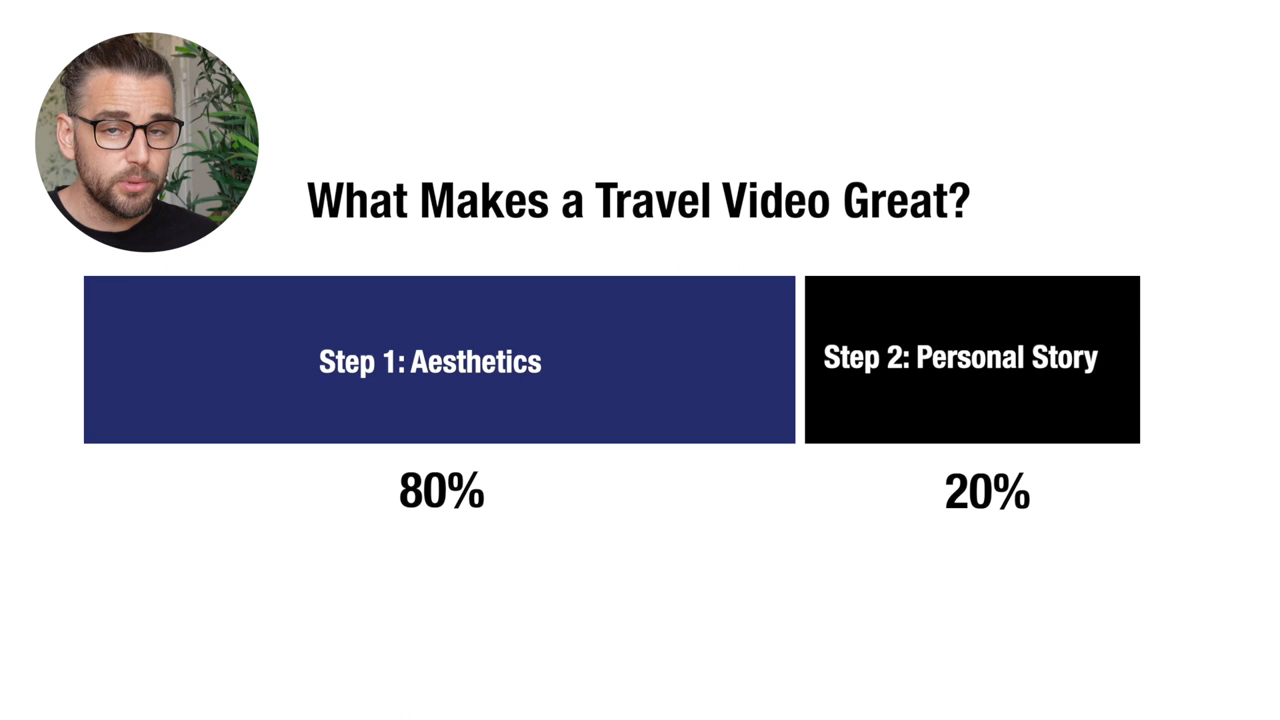 What Makes a Travel Video Great?
Step 1: Aesthetics
Step 2: Personal Story
80%
20%